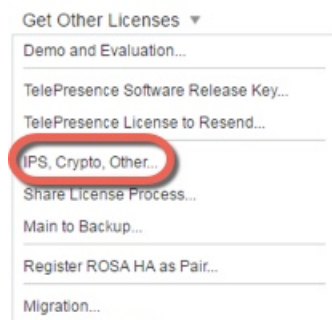 Get Other Licenses ▼
Demo and Evaluation...
TelePresence Software Release Key...
TelePresence License to Resend...
IPS, Crypto, Other...
Share License Process...
Main to Backup...
Register ROSA HA as Pair...
Migration...